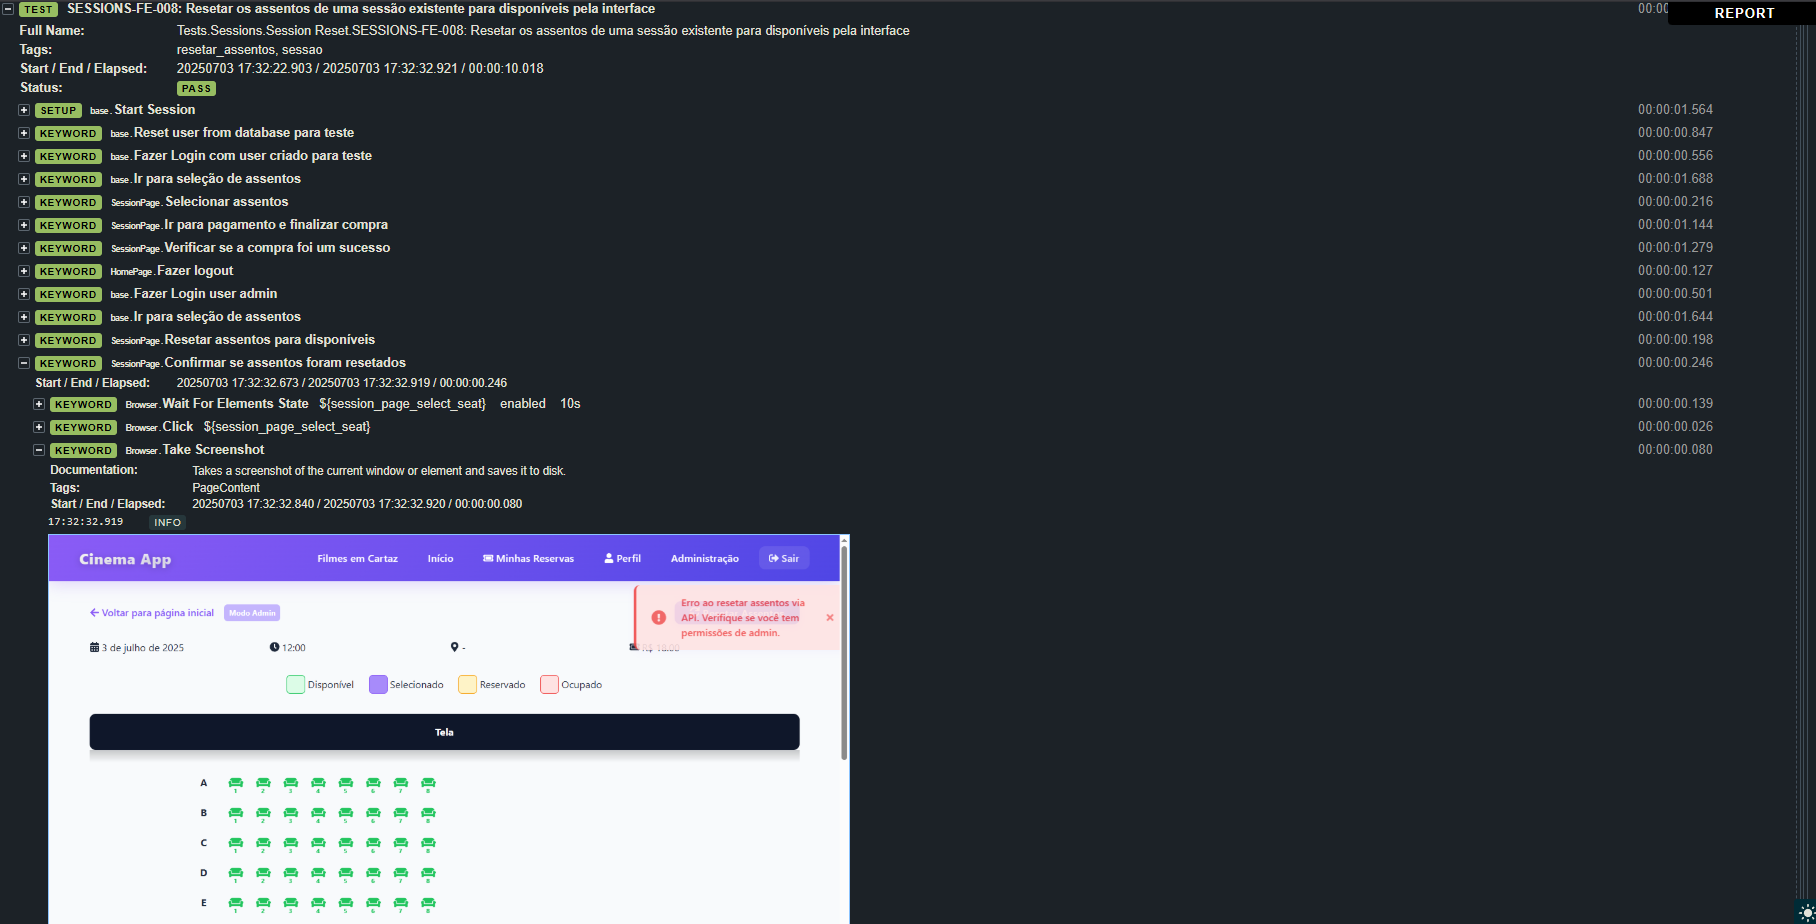 TEST SESSIONS-FE-008: Resetar os assentos de uma sessão existente para disponíveis pela interface 00:00
REPORT
Full Name: Tests.Sessions.Session Reset.SESSIONS-FE-008: Resetar os assentos de uma sessão existente para disponíveis pela interface
Tags: resetar_assentos, sessao
Start / End / Elapsed: 20250703 17:32:22.903 / 20250703 17:32:32.921 / 00:00:10.018
Status: PASS
SETUP base.Start Session 00:00:01.564
KEYWORD base.Reset user from database para teste 00:00:00.847
KEYWORD base.Fazer Login com user criado para teste 00:00:00.556
KEYWORD base.Ir para seleção de assentos 00:00:01.688
KEYWORD SessionPage.Selecionar assentos 00:00:00.216
KEYWORD SessionPage.Ir para pagamento e finalizar compra 00:00:01.144
KEYWORD SessionPage.Verificar se a compra foi um sucesso 00:00:01.279
KEYWORD HomePage.Fazer logout 00:00:00.127
KEYWORD base.Fazer Login user admin 00:00:00.501
KEYWORD base.Ir para seleção de assentos 00:00:01.644
KEYWORD SessionPage.Resetar assentos para disponíveis 00:00:00.198
KEYWORD SessionPage.Confirmar se assentos foram resetados 00:00:00.246
Start / End / Elapsed: 20250703 17:32:32.673 / 20250703 17:32:32.919 / 00:00:00.246
KEYWORD Browser.Wait For Elements State ${session_page_select_seat} enabled 10s 00:00:00.139
KEYWORD Browser.Click ${session_page_select_seat} 00:00:00.026
KEYWORD Browser.Take Screenshot 00:00:00.080
Documentation: Takes a screenshot of the current window or element and saves it to disk.
Tags: PageContent
Start / End / Elapsed: 20250703 17:32:32.840 / 20250703 17:32:32.920 / 00:00:00.080
17:32:32.919 INFO
Cinema App Filmes em Cartaz Início Minhas Reservas Perfil Administração Sair
Voltar para página inicial Modo Admin
Erro ao resetar assentos via
API. Verifique se você tem
permissões de admin.
3 de julho de 2025 12:00 -
Disponível Selecionado Reservado Ocupado
Tela
A 1 2 3 4 5 6 7 8
B 1 2 3 4 5 6 7 8
C 1 2 3 4 5 6 7 8
D 1 2 3 4 5 6 7 8
E 1 2 3 4 5 6 7 8